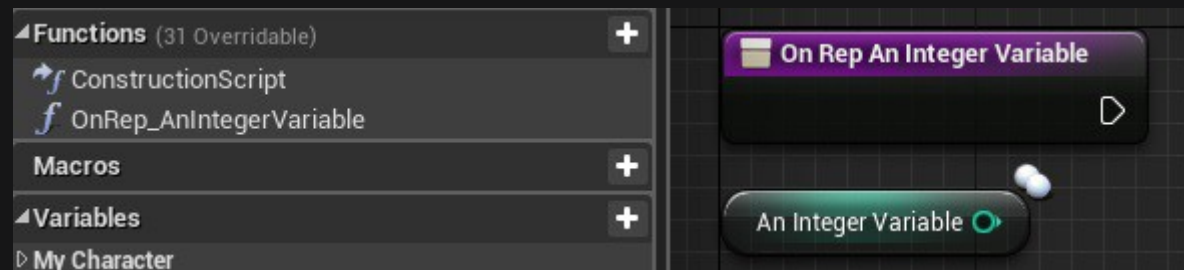 Functions (31 Overridable)
ConstructionScript
OnRep_AnIntegerVariable
Macros
Variables
My Character
On Rep An Integer Variable
An Integer Variable